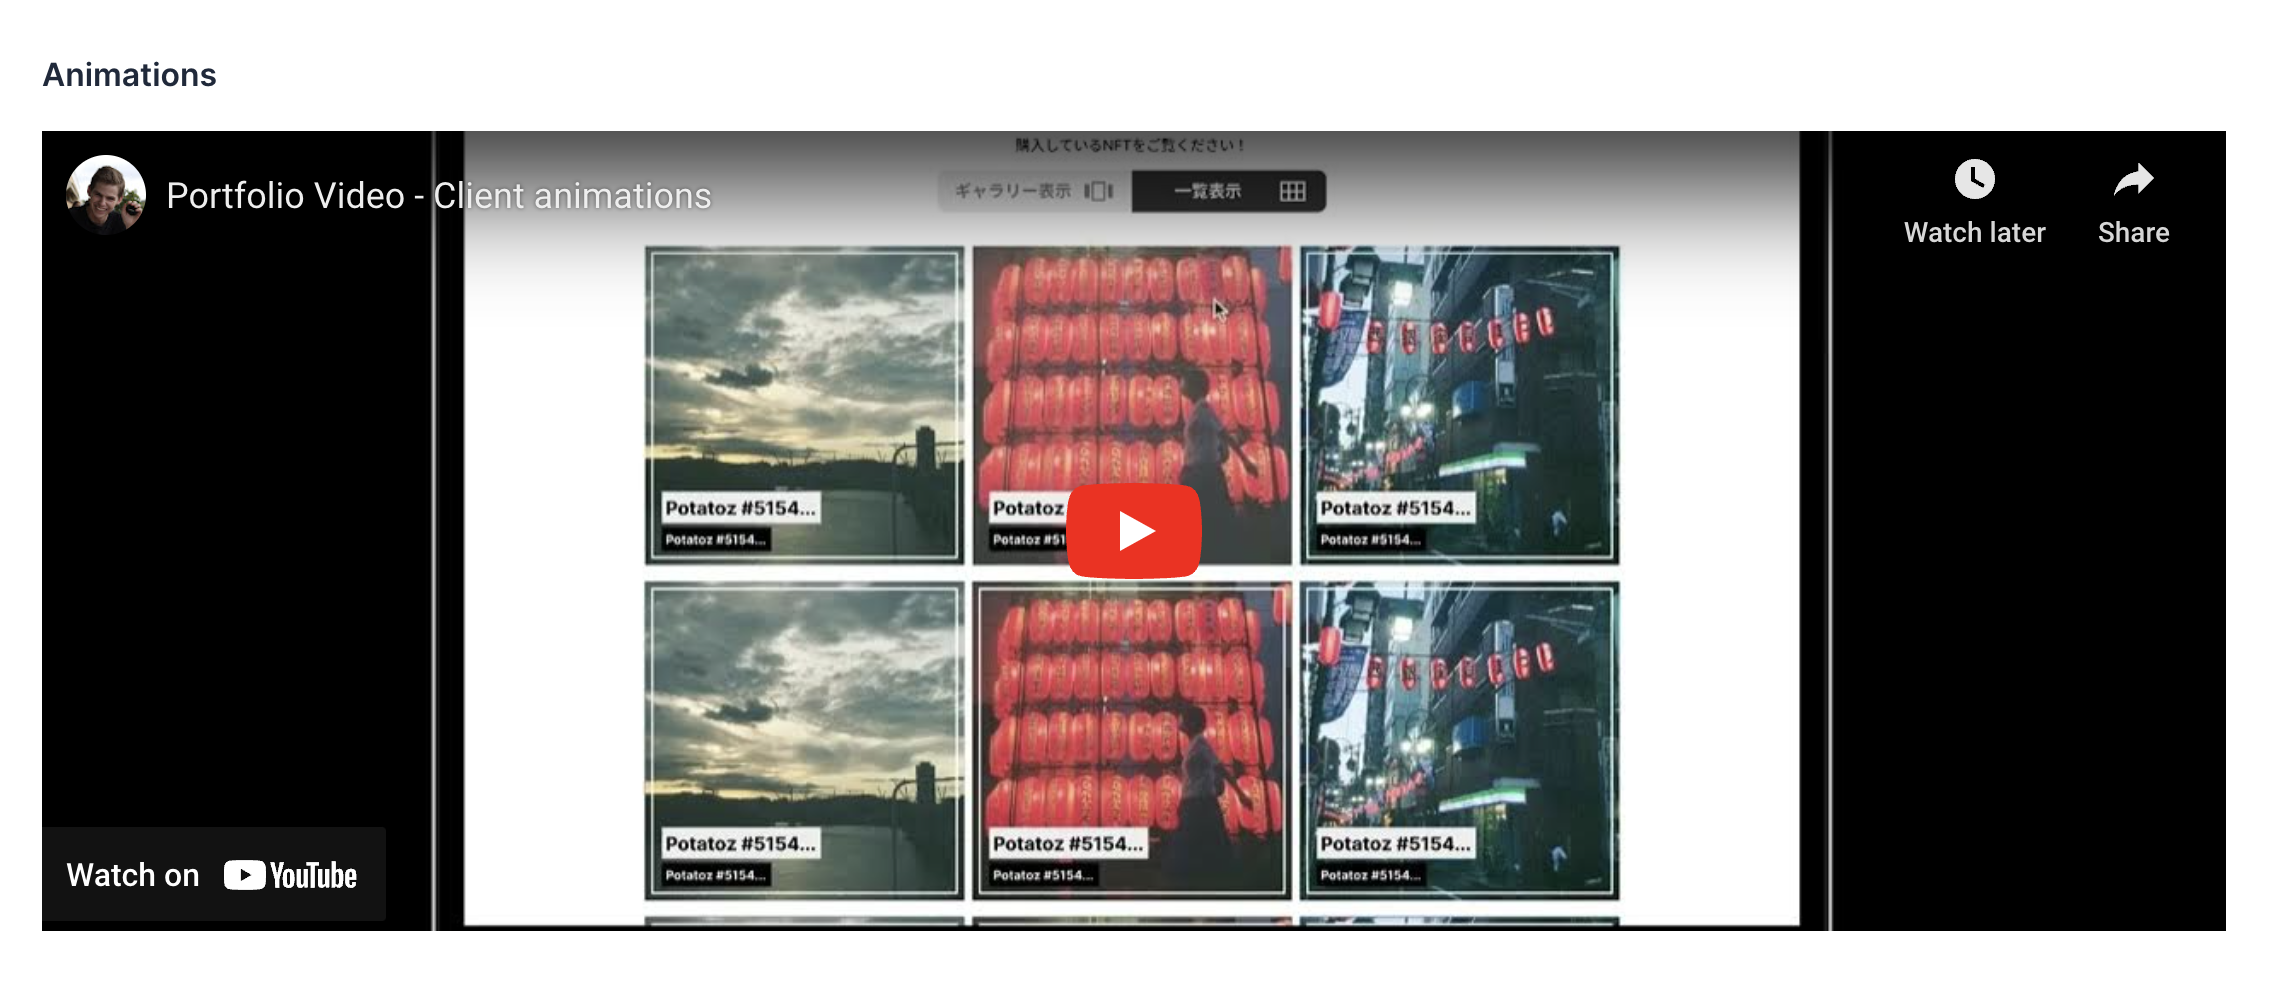 Animations
購入しているNFTをご覧ください！
Portfolio Video - Client animations
ギャラリー表示
一覧表示
Watch later
Share
Potatoz #5154...
Potatoz #5154...
Potatoz
Potatoz #51
Potatoz #5154...
Potatoz #5154...
Potatoz #5154...
Potatoz #5154...
Potatoz #5154...
Potatoz #5154...
Potatoz #5154...
Potatoz #5154...
Watch on YouTube